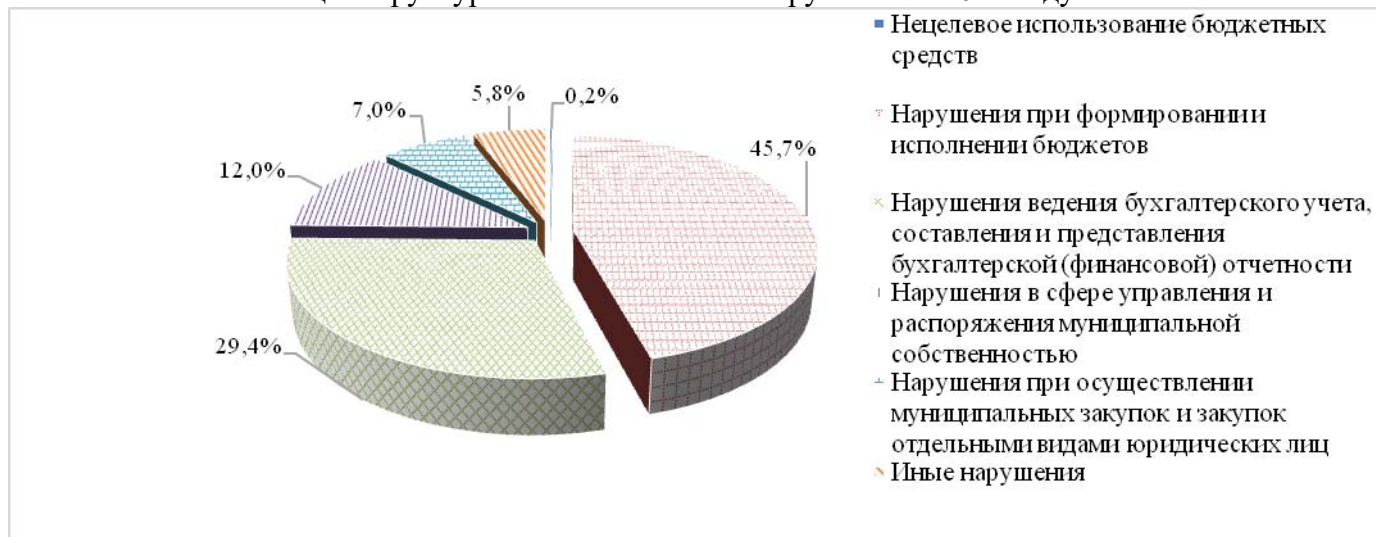 Нецелевое использование бюджетных
средств
Нарушения при формировании и
исполнении бюджетов
Нарушения ведения бухгалтерского учета,
составления и представления
бухгалтерской (финансовой) отчетности
Нарушения в сфере управления и
распоряжения муниципальной
собственностью
Нарушения при осуществлении
муниципальных закупок и закупок
отдельными видами юридических лиц
Иные нарушения
5,8%
0,2%
7,0%
45,7%
12,0%
29,4%